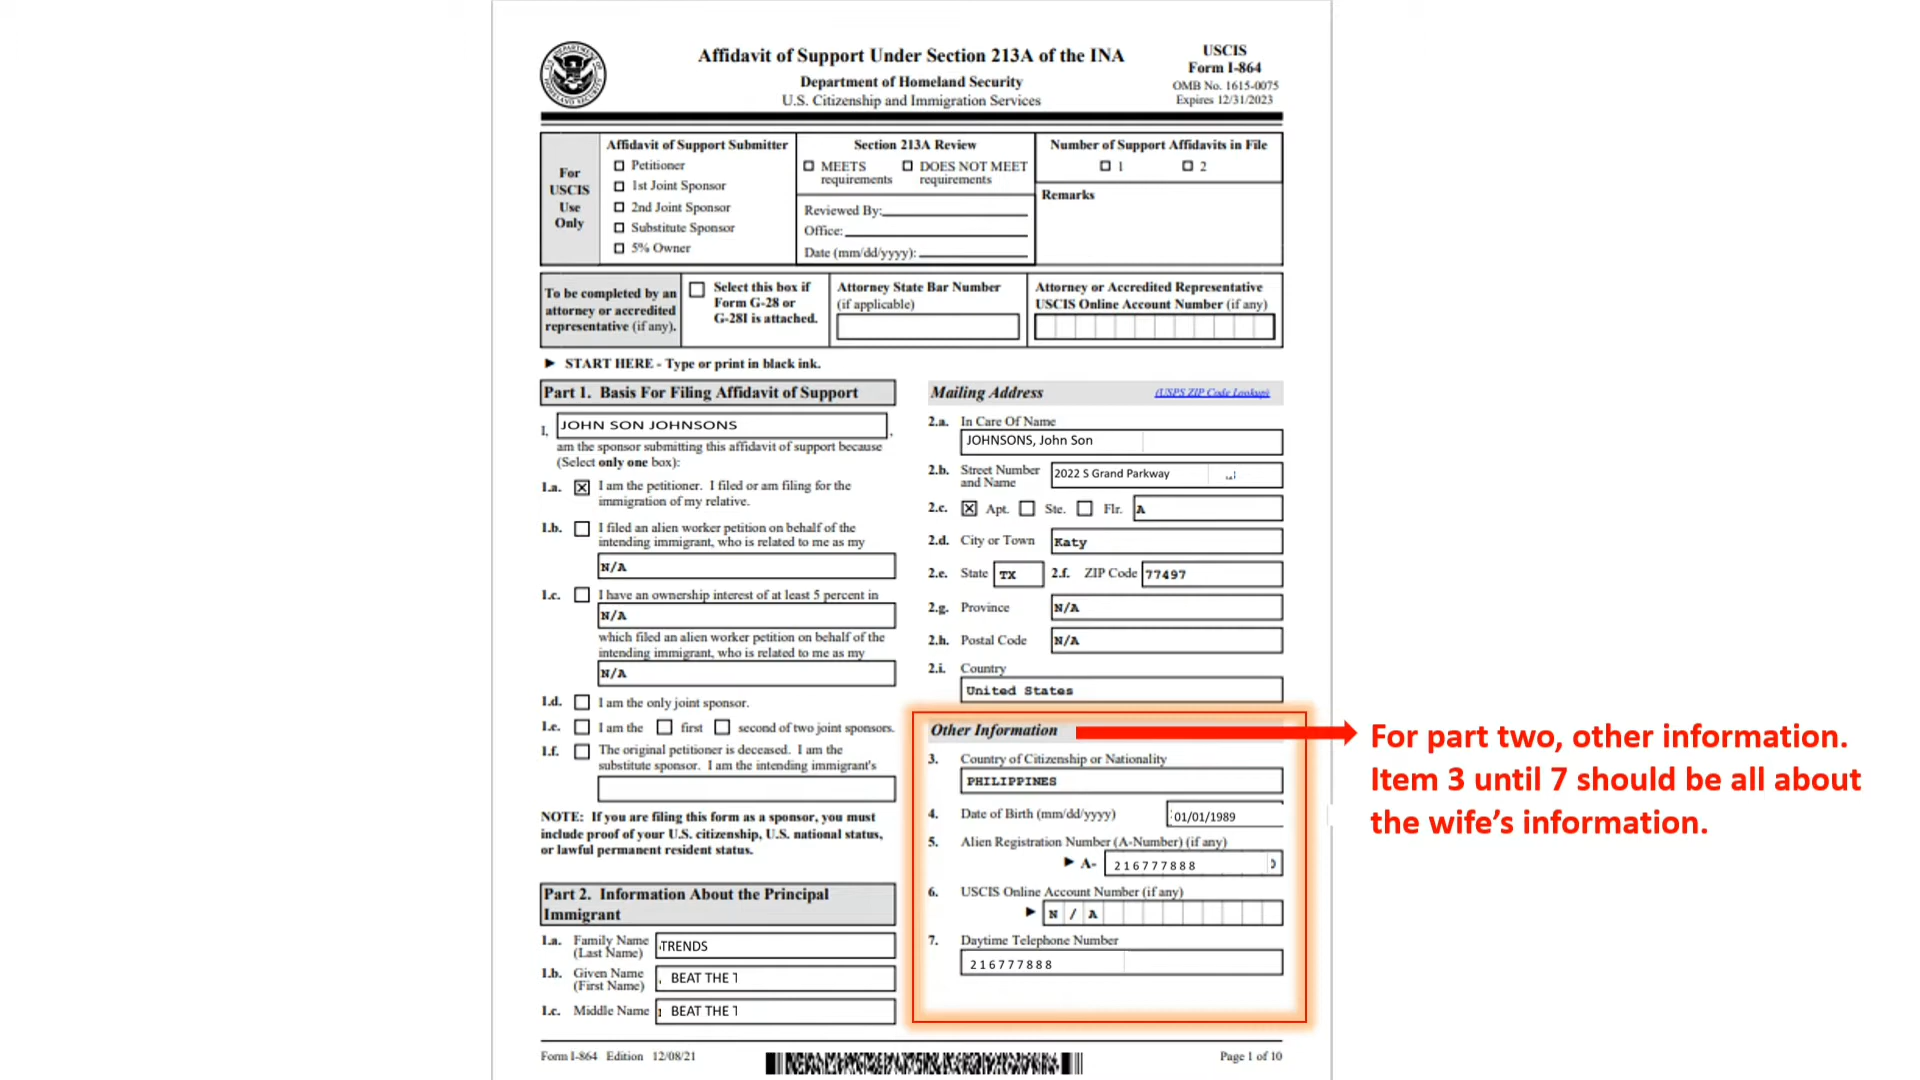 Affidavit of Support Under Section 213A of the INA
Department of Homeland Security
U.S. Citizenship and Immigration Services
USCIS
Form I-864
OMB No. 1615-0075
Expires 12/31/2023
For
USCIS
Use
Only
Affidavit of Support Submitter
Petitioner
1st Joint Sponsor
2nd Joint Sponsor
Substitute Sponsor
5% Owner
Section 213A Review
MEETS requirements
DOES NOT MEET requirements
Reviewed By:
Office:
Date (mm/dd/yyyy):
Number of Support Affidavits in File
1 2
Remarks
To be completed by an
attorney or accredited
representative (if any).
Select this box if
Form G-28 or
G-28I is attached.
Attorney State Bar Number
(if applicable)
Attorney or Accredited Representative
USCIS Online Account Number (if any)
► START HERE - Type or print in black ink.
Part 1. Basis For Filing Affidavit of Support
I, JOHN SON JOHNSONS ,
am the sponsor submitting this affidavit of support because
(Select only one box):
1.a. X I am the petitioner. I filed or am filing for the
immigration of my relative.
1.b. I filed an alien worker petition on behalf of the
intending immigrant, who is related to me as my
N/A
1.c. I have an ownership interest of at least 5 percent in
N/A
which filed an alien worker petition on behalf of the
intending immigrant, who is related to me as my
N/A
1.d. I am the only joint sponsor.
1.e. I am the first second of two joint sponsors.
1.f. The original petitioner is deceased. I am the
substitute sponsor. I am the intending immigrant's
NOTE: If you are filing this form as a sponsor, you must
include proof of your U.S. citizenship, U.S. national status,
or lawful permanent resident status.
Part 2. Information About the Principal
Immigrant
1.a. Family Name
(Last Name) TRENDS
1.b. Given Name
(First Name) BEAT THE T
1.c. Middle Name BEAT THE T
Mailing Address (USPS ZIP Code Lookup)
2.a. In Care Of Name
JOHNSONS, John Son
2.b. Street Number
and Name 2022 S Grand Parkway
2.c. X Apt. Ste. Flr. A
2.d. City or Town Katy
2.e. State TX 2.f. ZIP Code 77497
2.g. Province N/A
2.h. Postal Code N/A
2.i. Country
United States
Other Information
3. Country of Citizenship or Nationality
PHILIPPINES
4. Date of Birth (mm/dd/yyyy) 01/01/1989
5. Alien Registration Number (A-Number) (if any)
► A- 216777888
6. USCIS Online Account Number (if any)
► N / A
7. Daytime Telephone Number
216777888
For part two, other information.
Item 3 until 7 should be all about
the wife's information.
Form I-864 Edition 12/08/21
Page 1 of 10